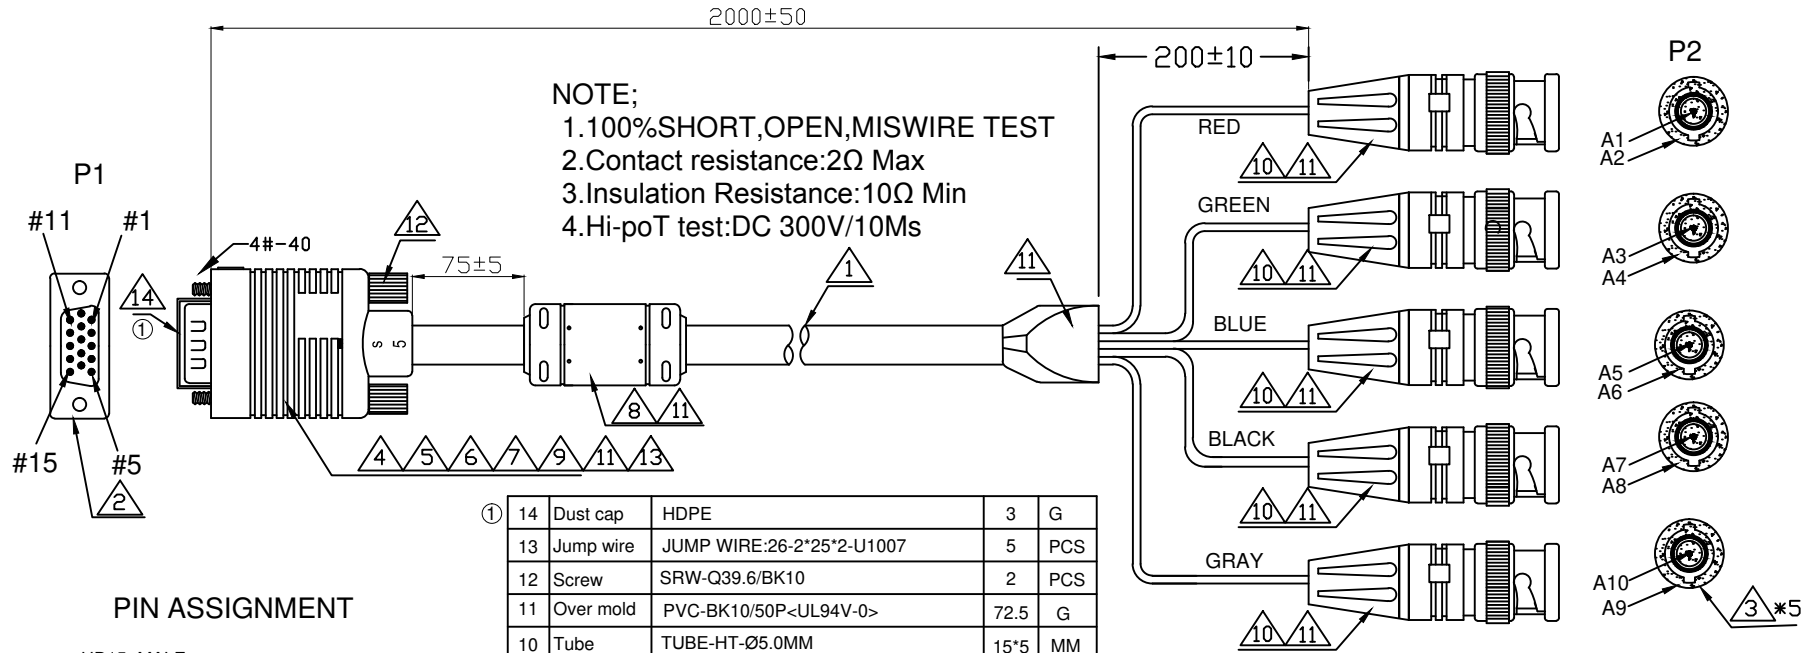 2000±50
200±10
P2
NOTE;
1.100%SHORT,OPEN,MISWIRE TEST
2.Contact resistance:2Ω Max
3.Insulation Resistance:10Ω Min
4.Hi-poT test:DC 300V/10Ms
P1
#11
#1
#15
#5
2
14
①
4#-40
12
75±5
S
5
1
11
8 11
4 5 6 7 9 11 13
RED
10 11
A1
A2
GREEN
10 11
A3
A4
BLUE
10 11
A5
A6
BLACK
10 11
A7
A8
GRAY
10 11
A10
A9
3 *5
① 14 Dust cap HDPE 3 G
13 Jump wire JUMP WIRE:26-2*25*2-U1007 5 PCS
12 Screw SRW-Q39.6/BK10 2 PCS
11 Over mold PVC-BK10/50P<UL94V-0> 72.5 G
10 Tube TUBE-HT-Ø5.0MM 15*5 MM
PIN ASSIGNMENT